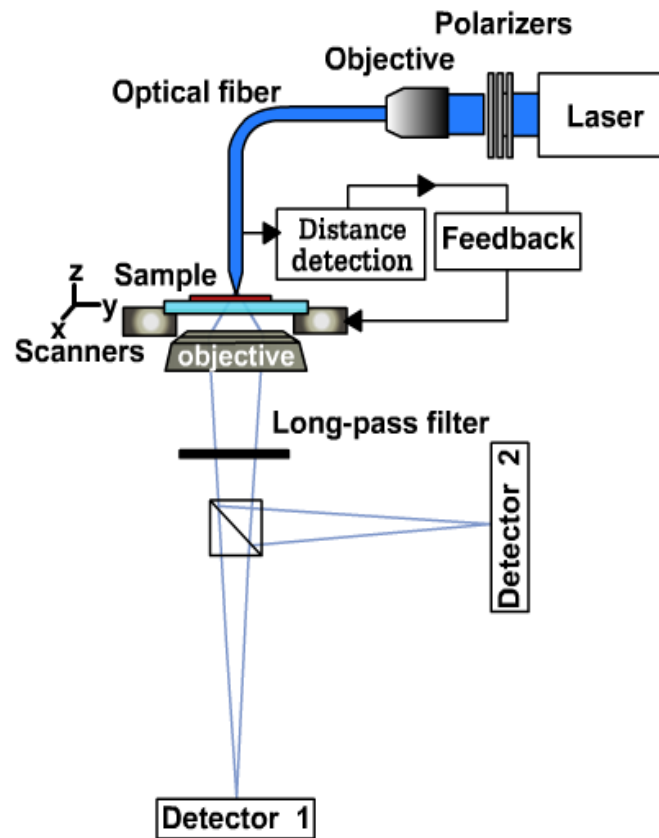 Polarizers
Objective
Optical fiber
Laser
Distance
detection
Feedback
Sample
z
y
x
Scanners
objective
Long-pass filter
Detector 2
Detector 1